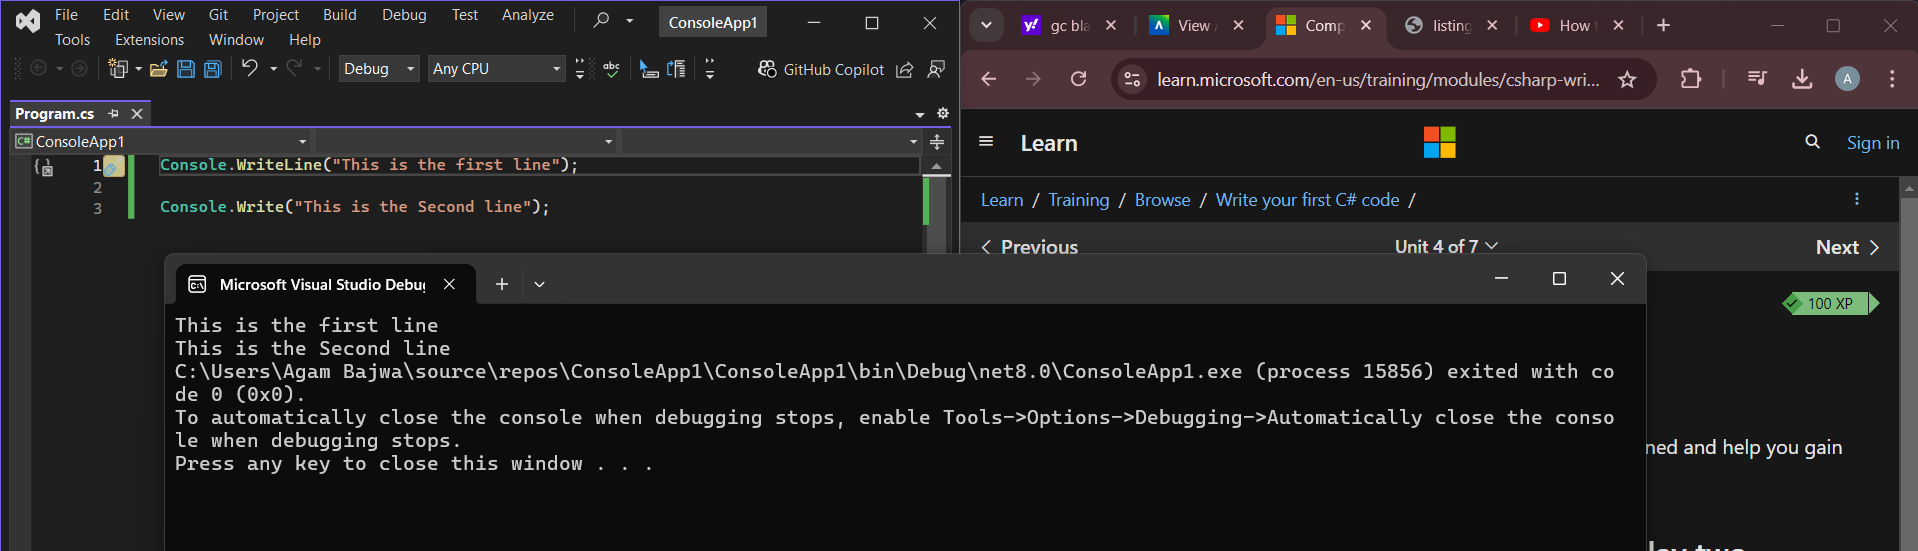 File Edit View Git Project Build Debug Test Analyze ConsoleApp1
Tools Extensions Window Help
Debug Any CPU abc GitHub Copilot
Program.cs
C# ConsoleApp1
1 Console.WriteLine("This is the first line");
2
3 Console.Write("This is the Second line");
y! gc bla View Comp listing How
learn.microsoft.com/en-us/training/modules/csharp-wri... A
Learn Sign in
Learn / Training / Browse / Write your first C# code /
Previous Unit 4 of 7 Next
100 XP
Microsoft Visual Studio Debu
This is the first line
This is the Second line
C:\Users\Agam Bajwa\source\repos\ConsoleApp1\ConsoleApp1\bin\Debug\net8.0\ConsoleApp1.exe (process 15856) exited with co
de 0 (0x0).
To automatically close the console when debugging stops, enable Tools->Options->Debugging->Automatically close the conso
le when debugging stops.
Press any key to close this window . . .
ned and help you gain